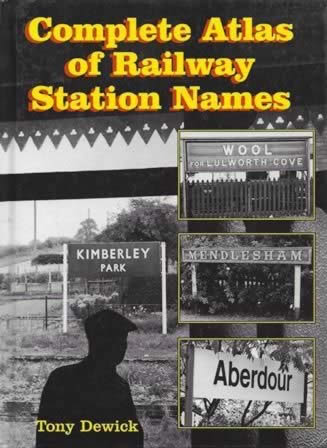 Complete Atlas
of Railway
Station Names
WOOL
FOR LULWORTH COVE
KIMBERLEY
PARK
MENDLESHAM
Aberdour
Tony Dewick